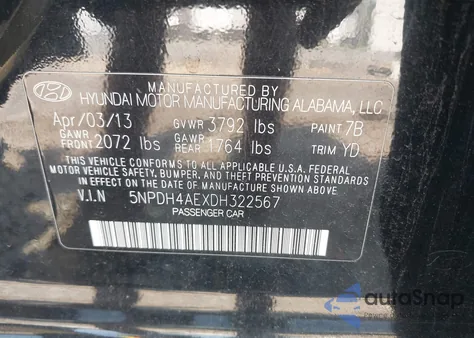 MANUFACTURED BY
HYUNDAI MOTOR MANUFACTURING ALABAMA, LLC
Apr/03/13 GVWR 3792 lbs PAINT 7B
GAWR FRONT 2072 lbs GAWR REAR 1764 lbs TRIM YD
THIS VEHICLE CONFORMS TO ALL APPLICABLE U.S.A FEDERAL
MOTOR VEHICLE SAFETY, BUMPER, AND THEFT PREVENTION STANDARDS
IN EFFECT ON THE DATE OF MANUFACTURE SHOWN ABOVE.
V.I.N 5NPDH4AEXDH322567
PASSENGER CAR
autoSnap